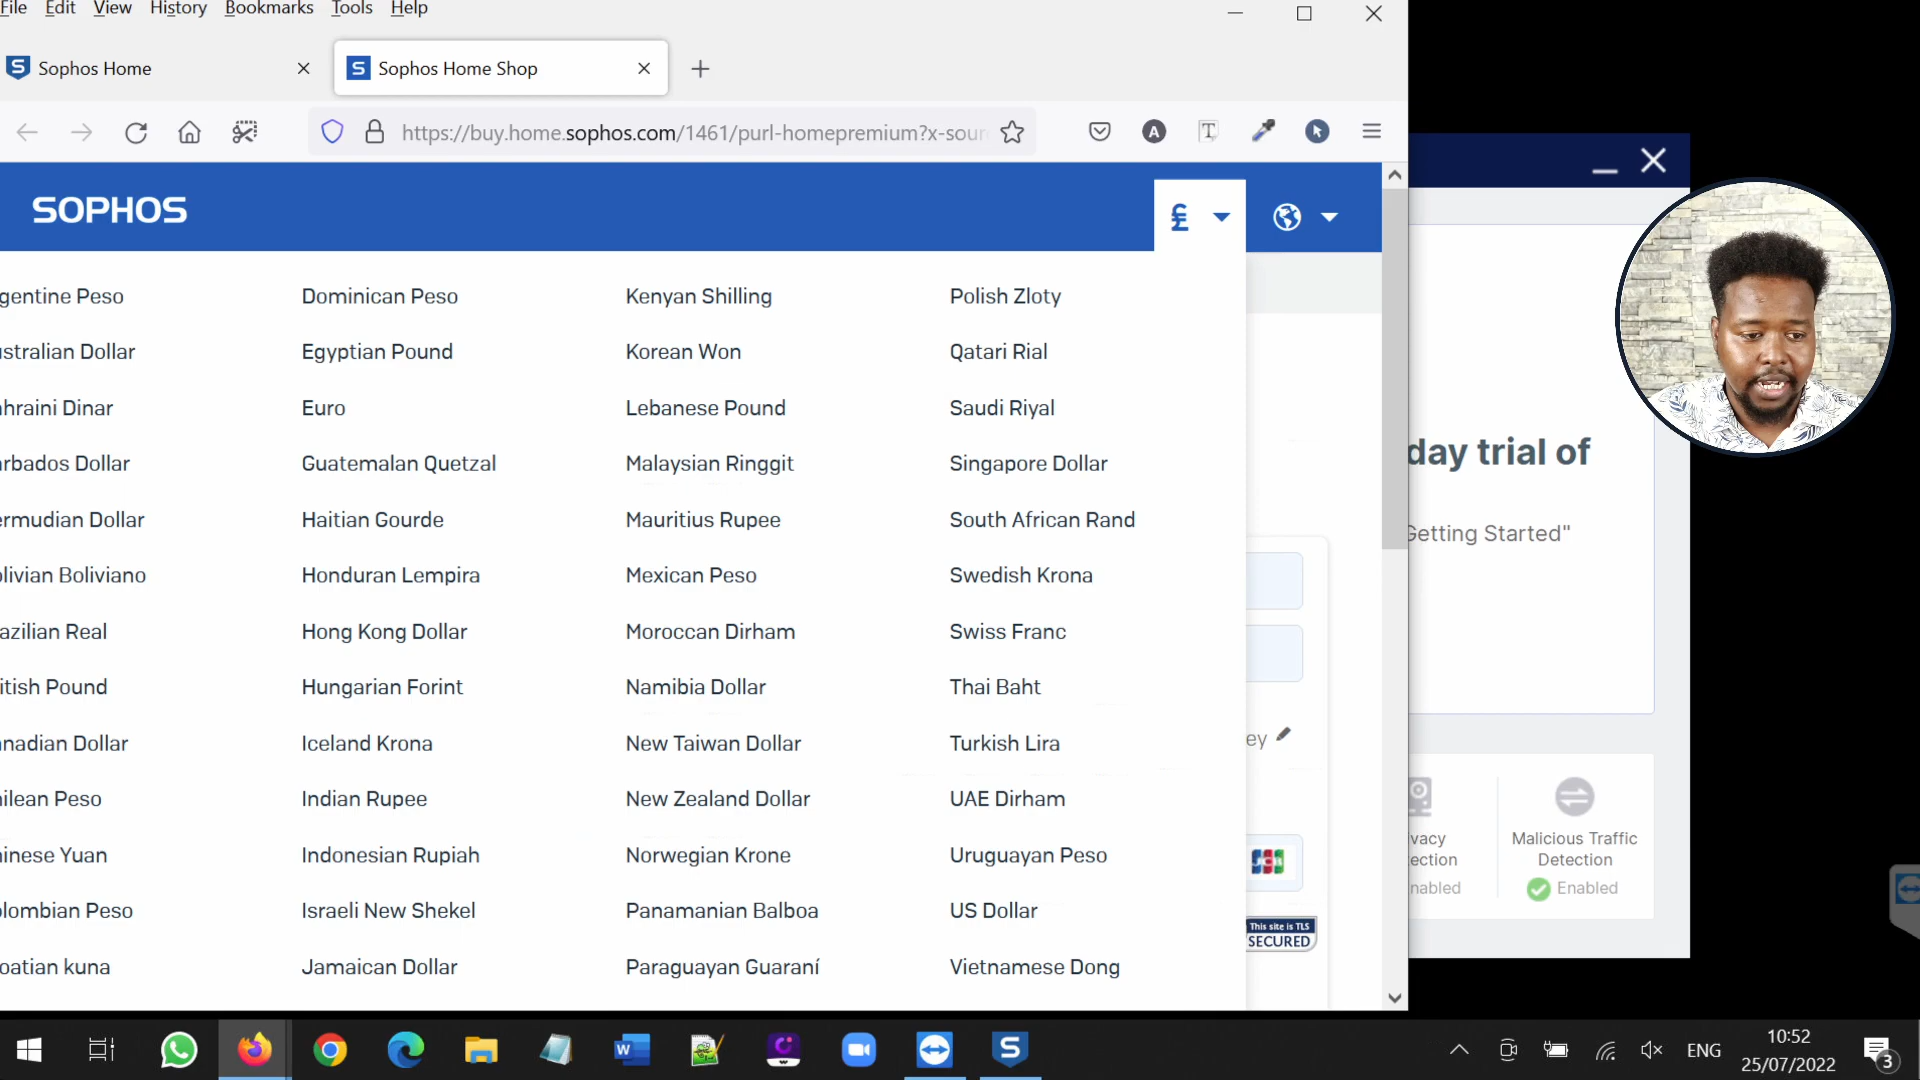 File Edit View History Bookmarks Tools Help
Sophos Home
Sophos Home Shop
https://buy.home.sophos.com/1461/purl-homepremium?x-sour
SOPHOS
£
gentine Peso
stralian Dollar
hraini Dinar
rbados Dollar
ermudian Dollar
livian Boliviano
azilian Real
itish Pound
nadian Dollar
ilean Peso
inese Yuan
olombian Peso
oatian kuna
Dominican Peso
Egyptian Pound
Euro
Guatemalan Quetzal
Haitian Gourde
Honduran Lempira
Hong Kong Dollar
Hungarian Forint
Iceland Krona
Indian Rupee
Indonesian Rupiah
Israeli New Shekel
Jamaican Dollar
Kenyan Shilling
Korean Won
Lebanese Pound
Malaysian Ringgit
Mauritius Rupee
Mexican Peso
Moroccan Dirham
Namibia Dollar
New Taiwan Dollar
New Zealand Dollar
Norwegian Krone
Panamanian Balboa
Paraguayan Guaraní
Polish Zloty
Qatari Rial
Saudi Riyal
Singapore Dollar
South African Rand
Swedish Krona
Swiss Franc
Thai Baht
Turkish Lira
UAE Dirham
Uruguayan Peso
US Dollar
Vietnamese Dong
ey
JCB
This site is TLS
SECURED
day trial of
Getting Started"
vacy
ection
nabled
Malicious Traffic
Detection
Enabled
ENG
10:52
25/07/2022
3